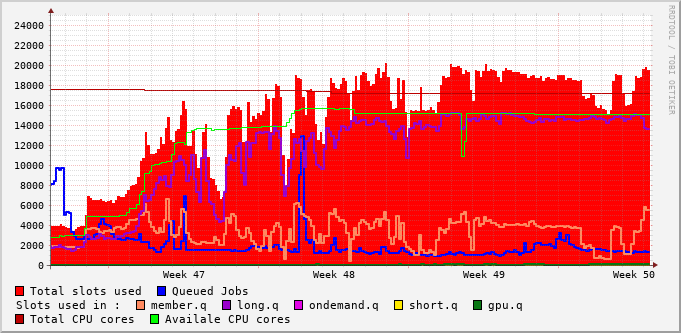 24000
22000
20000
18000
16000
14000
12000
10000
8000
6000
4000
2000
0
Week 47 Week 48 Week 49 Week 50
RRDTOOL / TOBI OETIKER
Total slots used Queued Jobs
Slots used in : member.q long.q ondemand.q short.q gpu.q
Total CPU cores Availale CPU cores